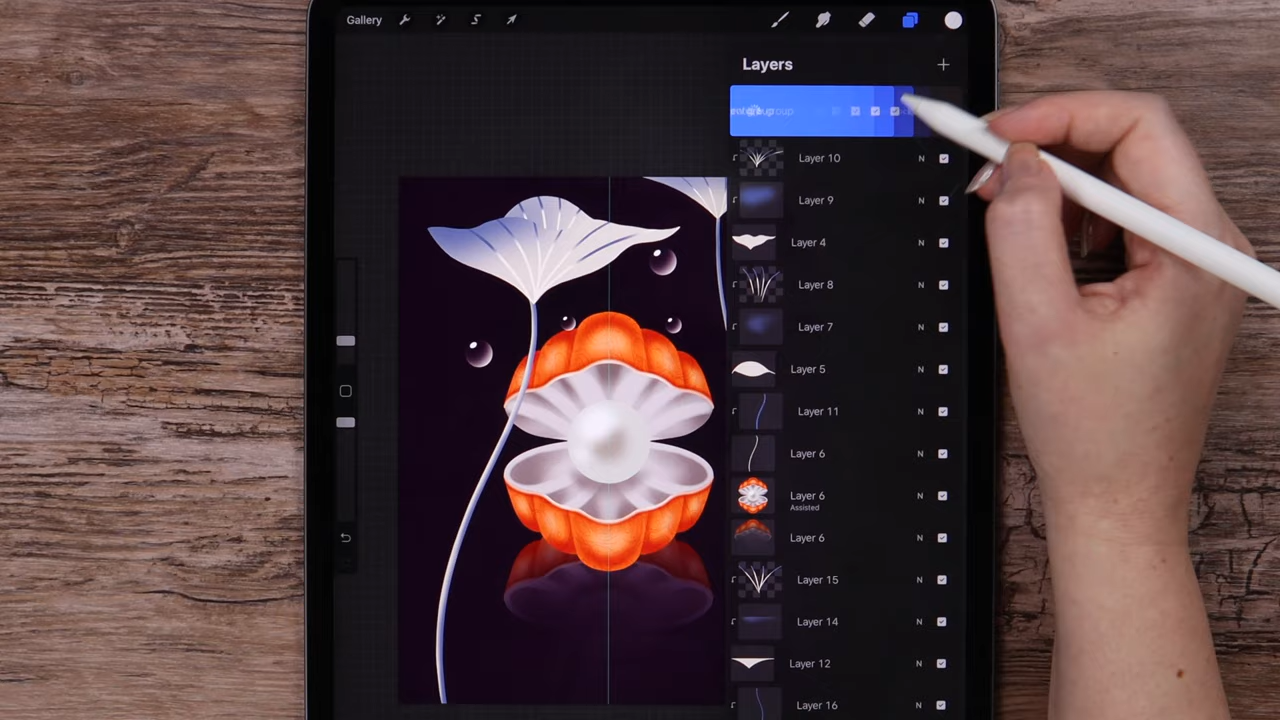 Gallery
Layers
Layer 10 N
Layer 9 N
Layer 4 N
Layer 8 N
Layer 7 N
Layer 5 N
Layer 11 N
Layer 6 N
Layer 6 N
Assisted
Layer 6 N
Layer 15 N
Layer 14 N
Layer 12 N
Layer 16 N